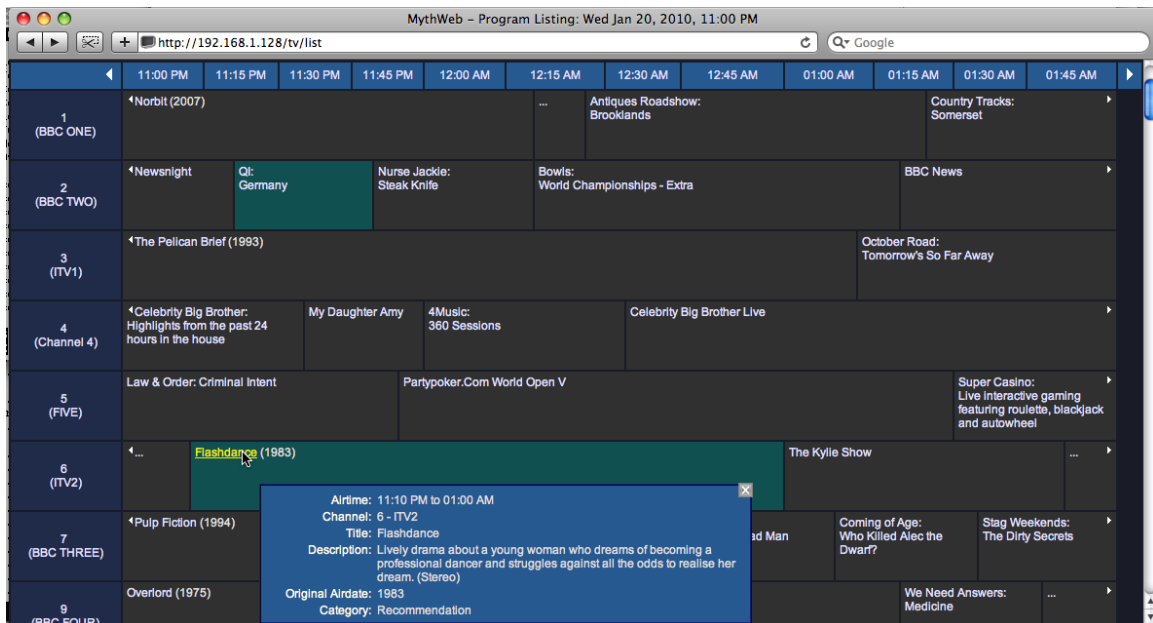 MythWeb – Program Listing: Wed Jan 20, 2010, 11:00 PM
http://192.168.1.128/tv/list
Google
11:00 PM 11:15 PM 11:30 PM 11:45 PM 12:00 AM 12:15 AM 12:30 AM 12:45 AM 01:00 AM 01:15 AM 01:30 AM 01:45 AM
1
(BBC ONE)
Norbit (2007)
...
Antiques Roadshow:
Brooklands
Country Tracks:
Somerset
2
(BBC TWO)
Newsnight
QI:
Germany
Nurse Jackie:
Steak Knife
Bowls:
World Championships - Extra
BBC News
3
(ITV1)
The Pelican Brief (1993)
October Road:
Tomorrow's So Far Away
4
(Channel 4)
Celebrity Big Brother:
Highlights from the past 24
hours in the house
My Daughter Amy
4Music:
360 Sessions
Celebrity Big Brother Live
5
(FIVE)
Law & Order: Criminal Intent
Partypoker.Com World Open V
Super Casino:
Live interactive gaming
featuring roulette, blackjack
and autowheel
6
(ITV2)
...
Flashdance (1983)
The Kylie Show
...
Airtime: 11:10 PM to 01:00 AM
Channel: 6 - ITV2
Title: Flashdance
Description: Lively drama about a young woman who dreams of becoming a
professional dancer and struggles against all the odds to realise her
dream. (Stereo)
Original Airdate: 1983
Category: Recommendation
7
(BBC THREE)
Pulp Fiction (1994)
ad Man
Coming of Age:
Who Killed Alec the
Dwarf?
Stag Weekends:
The Dirty Secrets
9
(BBC FOUR)
Overlord (1975)
We Need Answers:
Medicine
...